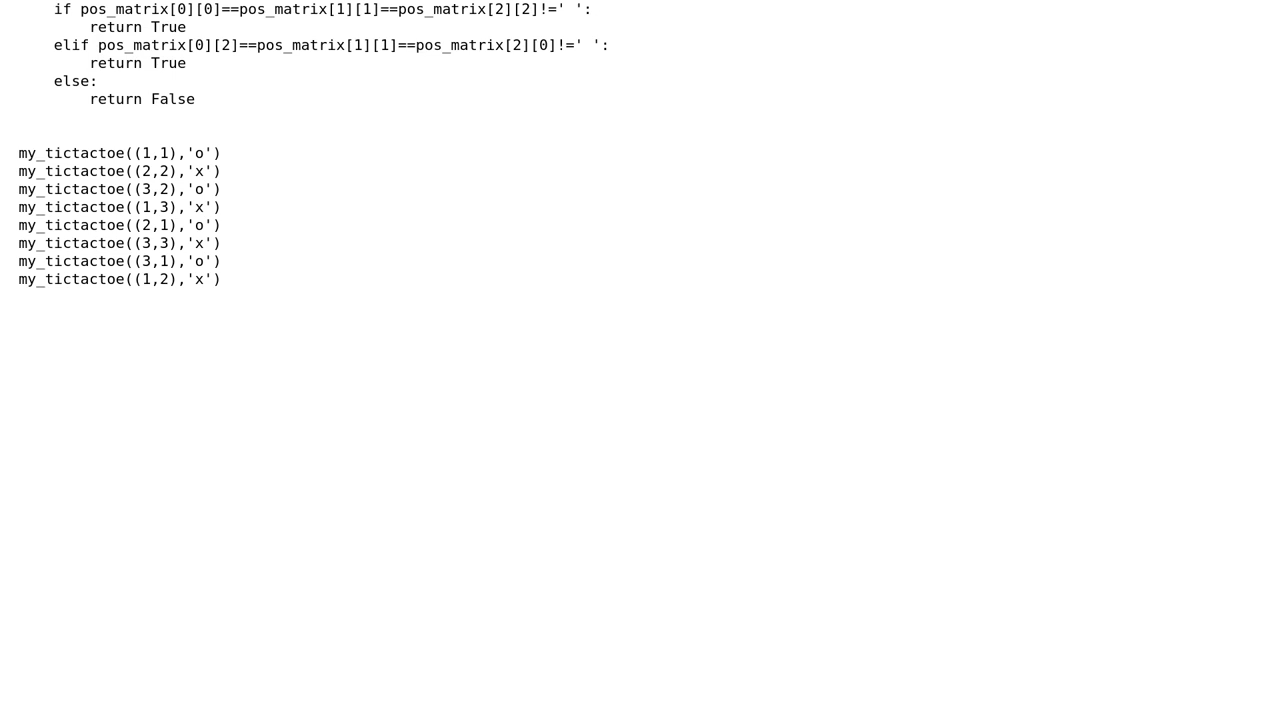 if pos_matrix[0][0]==pos_matrix[1][1]==pos_matrix[2][2]!=' ':
        return True
    elif pos_matrix[0][2]==pos_matrix[1][1]==pos_matrix[2][0]!=' ':
        return True
    else:
        return False
my_tictactoe((1,1),'o')
my_tictactoe((2,2),'x')
my_tictactoe((3,2),'o')
my_tictactoe((1,3),'x')
my_tictactoe((2,1),'o')
my_tictactoe((3,3),'x')
my_tictactoe((3,1),'o')
my_tictactoe((1,2),'x')